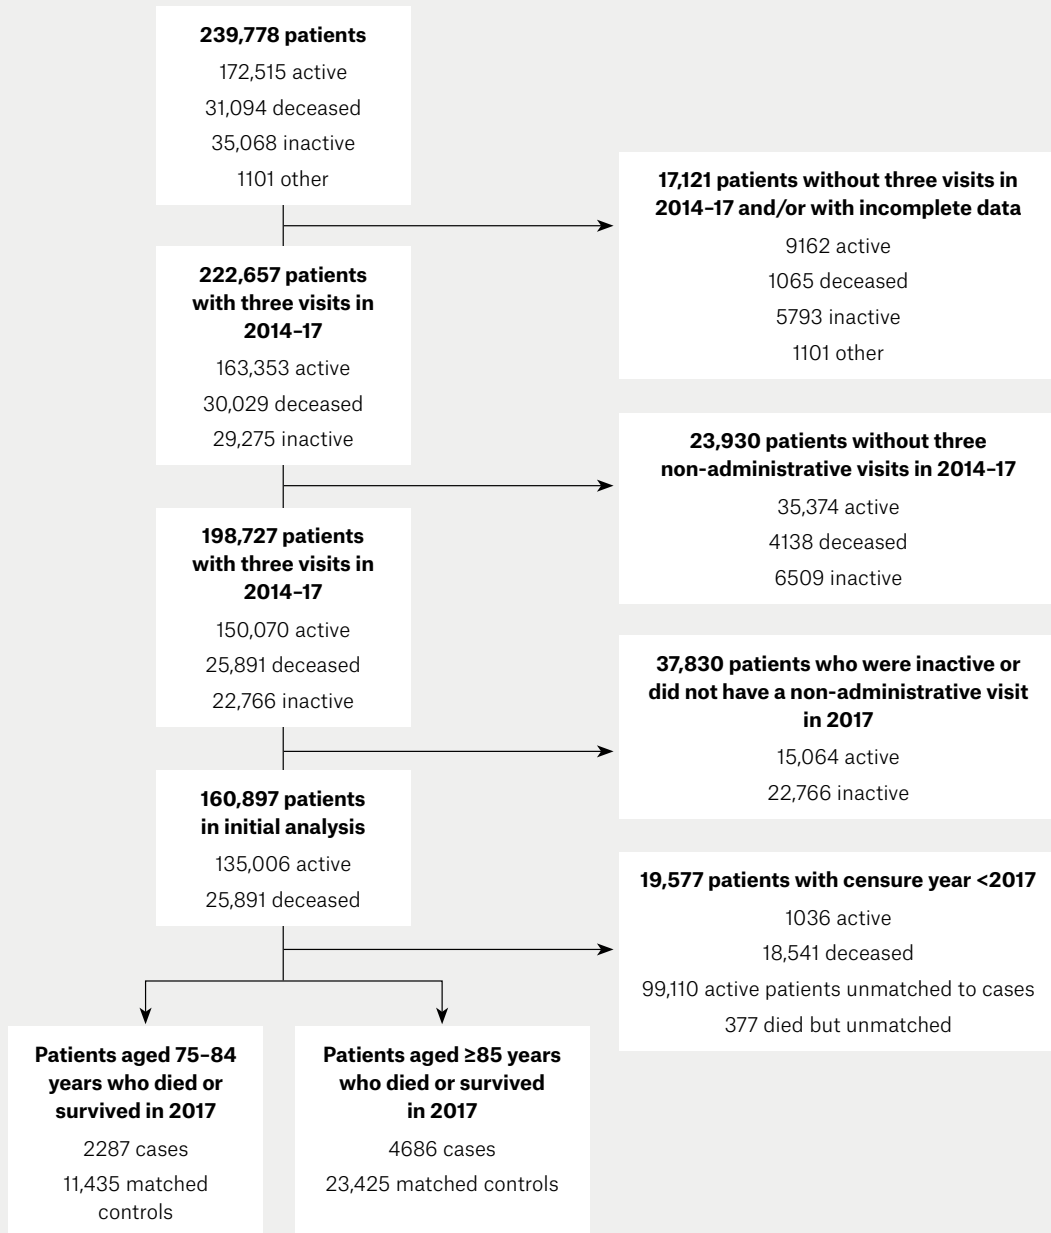 239,778 patients
172,515 active
31,094 deceased
35,068 inactive
1101 other
17,121 patients without three visits in
2014–17 and/or with incomplete data
9162 active
1065 deceased
5793 inactive
1101 other
222,657 patients
with three visits in
2014–17
163,353 active
30,029 deceased
29,275 inactive
23,930 patients without three
non-administrative visits in 2014–17
35,374 active
4138 deceased
6509 inactive
198,727 patients
with three visits in
2014–17
150,070 active
25,891 deceased
22,766 inactive
37,830 patients who were inactive or
did not have a non-administrative visit
in 2017
15,064 active
22,766 inactive
160,897 patients
in initial analysis
135,006 active
25,891 deceased
19,577 patients with censure year <2017
1036 active
18,541 deceased
99,110 active patients unmatched to cases
377 died but unmatched
Patients aged 75–84
years who died or
survived in 2017
2287 cases
11,435 matched
controls
Patients aged ≥85 years
who died or survived
in 2017
4686 cases
23,425 matched controls